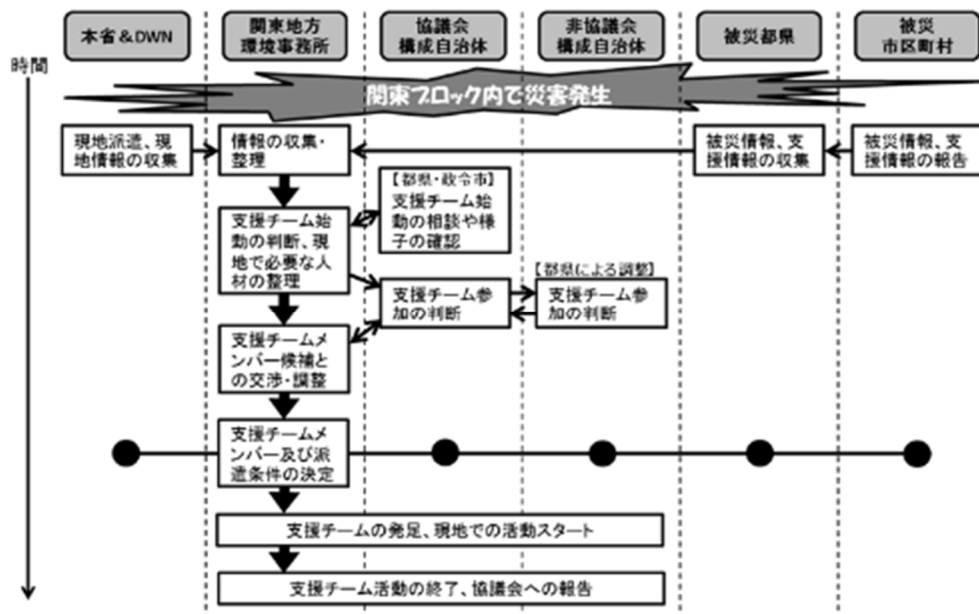 本省&DWN
関東地方
環境事務所
協議会
構成自治体
非協議会
構成自治体
被災都県
被災
市区町村
時間
関東ブロック内で災害発生
現地派遣、現
地情報の収集
情報の収集・
整理
被災情報、支
援情報の収集
被災情報、支
援情報の報告
【都県・政令市】
支援チーム始
動の相談や様
子の確認
支援チーム始
動の判断、現
地で必要な人
材の整理
【都県による調整】
支援チーム参
加の判断
支援チーム参
加の判断
支援チームメ
ンバー候補と
の交渉・調整
支援チームメ
ンバー及び派
遣条件の決定
支援チームの発足、現地での活動スタート
支援チーム活動の終了、協議会への報告